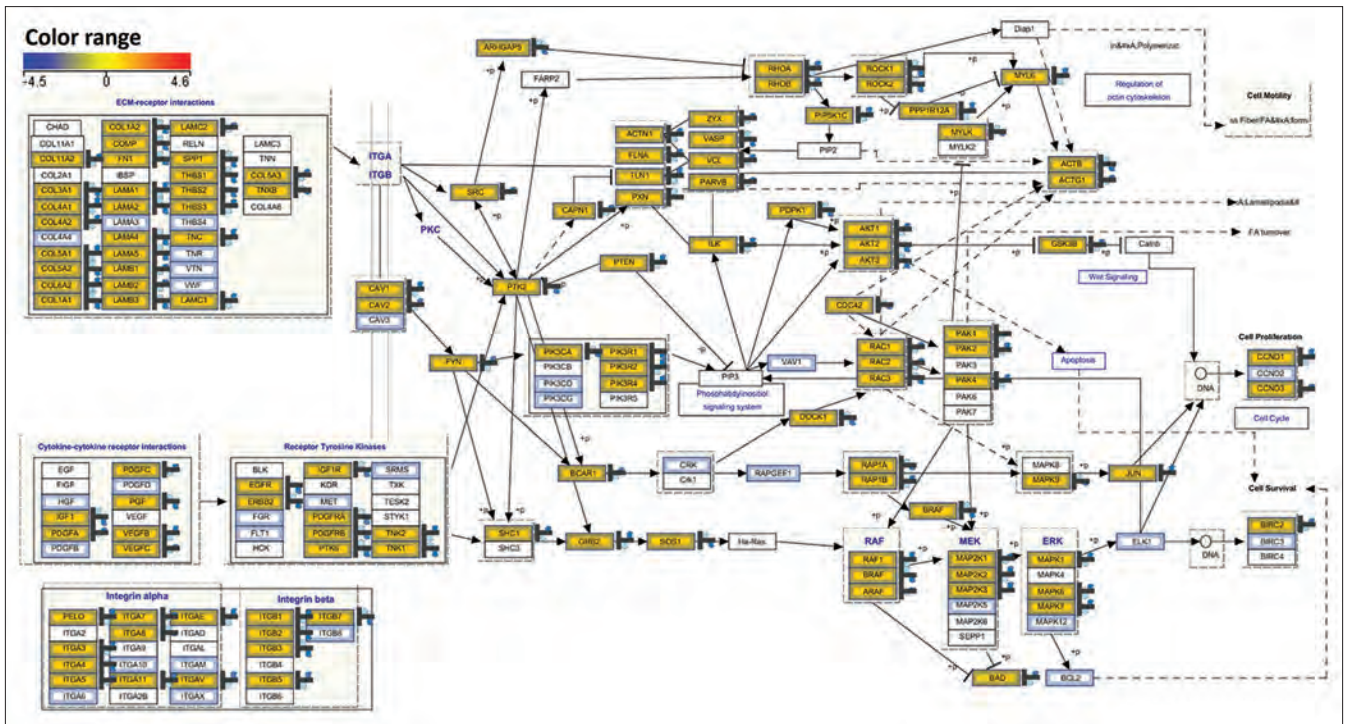 Color range
-4.5 0 4.6
ECM-receptor interactions
CHAD
COL11A1
COL11A2
COL2A1
COL3A1
COL4A1
COL4A2
COL4A4
COL5A1
COL5A2
COL6A2
COL1A1
COL1A2
COMP
FN1
IBSP
LAMA1
LAMA2
LAMA3
LAMA4
LAMA5
LAMB1
LAMB2
LAMB3
LAMC2
RELN
SPP1
THBS1
THBS2
THBS3
THBS4
TNC
TNR
VTN
VWF
LAMC1
LAMC3
TNN
COL5A3
TNXB
COL4A6
ITGA
ITGB
PKC
ARHGAP5
FARP2
SRC
CAPN1
PTK2
PTEN
CAV1
CAV2
CAV3
FYN
ACTN1
FLNA
TLN1
PXN
ZYX
VASP
VCL
PARVB
ILK
RHOA
RHOB
ROCK1
ROCK2
PIP5K1C
PIP2
PPP1R12A
MYLK
MYLK2
Diap1
Regulation of
actin cytoskeleton
Cell Motility
ACTB
ACTG1
FA turnover
PDPK1
AKT1
AKT2
GSK3B
Catnb
Wnt Signalling
CDC42
RAC1
RAC2
RAC3
PAK4
PAK2
PAK3
PAK4
PAK6
PAK7
Apoptosis
PIK3CA
PIK3CB
PIK3CD
PIK3CG
PIK3R1
PIK3R2
PIK3R4
PIK3R5
PIP3
Phosphatidylinositol
signaling system
VAV1
DOCK1
DNA
Cell Proliferation
CCND1
CCND2
CCND3
Cell Cycle
Cytokine-cytokine receptor interactions
EGF
FIGF
HGF
IGF1
PDGFA
PDGFB
PDGFC
PDGFD
PGF
VEGF
VEGFB
VEGFC
Receptor Tyrosine Kinases
BLK
EGFR
ERBB2
FGR
FLT1
HCK
IGF1R
KDR
MET
PDGFRA
PDGFRB
PTK6
SRMS
TXK
TESK2
STYK1
TNK2
TNK1
BCAR1
CRK
RAPGEF1
RAP1A
RAP1B
MAPK8
MAPK9
JUN
BRAF
SHC1
SHC3
GRB2
SOS1
Ha-Ras
RAF
RAF1
BRAF
ARAF
MEK
MAP2K1
MAP2K2
MAP2K3
MAP2K5
MAP2K6
SEPP1
ERK
MAPK1
MAPK4
MAPK6
MAPK7
MAPK12
ELK1
DNA
Cell Survival
BIRC2
BIRC3
BIRC4
BAD
BCL2
Integrin alpha
PELO
ITGA2
ITGA3
ITGA4
ITGA5
ITGA6
ITGA7
ITGA8
ITGA9
ITGA10
ITGA11
ITGA2B
ITGAE
ITGAD
ITGAL
ITGAM
ITGAV
ITGAX
Integrin beta
ITGB1
ITGB2
ITGB3
ITGB4
ITGB5
ITGB6
ITGB7
ITGB8
+p